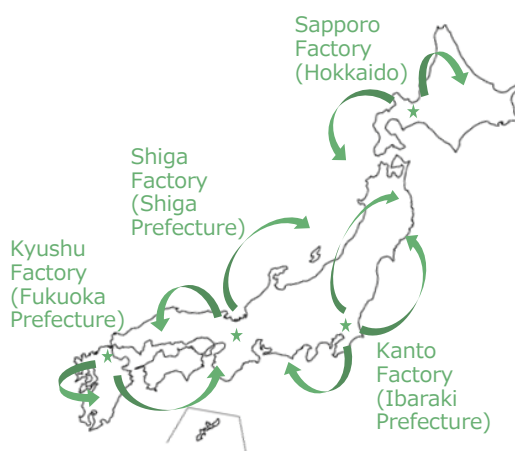 Sapporo
Factory
(Hokkaido)
Shiga
Factory
(Shiga
Prefecture)
Kyushu
Factory
(Fukuoka
Prefecture)
Kanto
Factory
(Ibaraki
Prefecture)